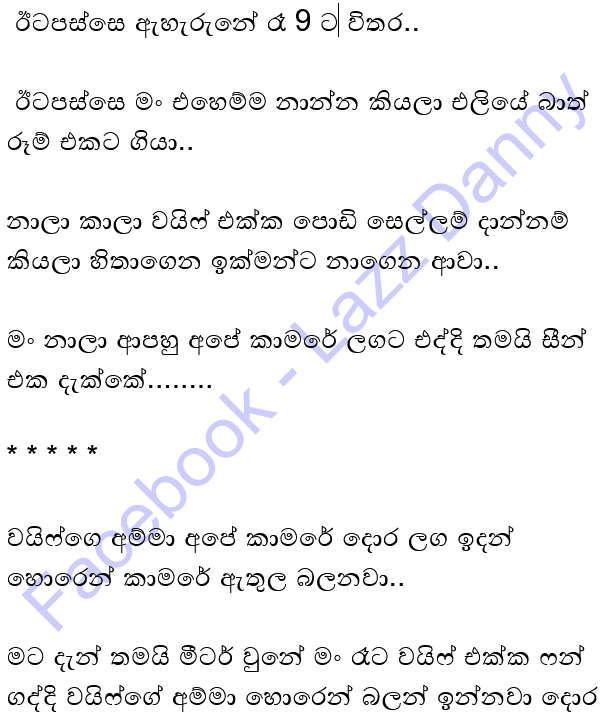 ඊටපස්සෙ ඇහැරුනේ රෑ 9 ට විතර..
ඊටපස්සෙ මං එහෙම්ම නාන්න කියලා එලියේ බාත්
රූම් එකට ගියා..
නාලා කාලා වයිෆ් එක්ක පොඩි සෙල්ලම් දාන්නම්
කියලා හිතාගෙන ඉක්මන්ට නාගෙන ආවා..
මං නාලා ආපහු අපේ කාමරේ ලගට එද්දි තමයි සීන්
එක දැක්කේ........
* * * * *
වයිෆ්ගෙ අම්මා අපේ කාමරේ දොර ලග ඉදන්
හොරෙන් කාමරේ ඇතුල බලනවා..
මට දැන් තමයි මීටර් වුනේ මං රෑට වයිෆ් එක්ක ෆන්
ගද්දි වයිෆ්ගේ අම්මා හොරෙන් බලන් ඉන්නවා දොර
Facebook - Lazz Danny